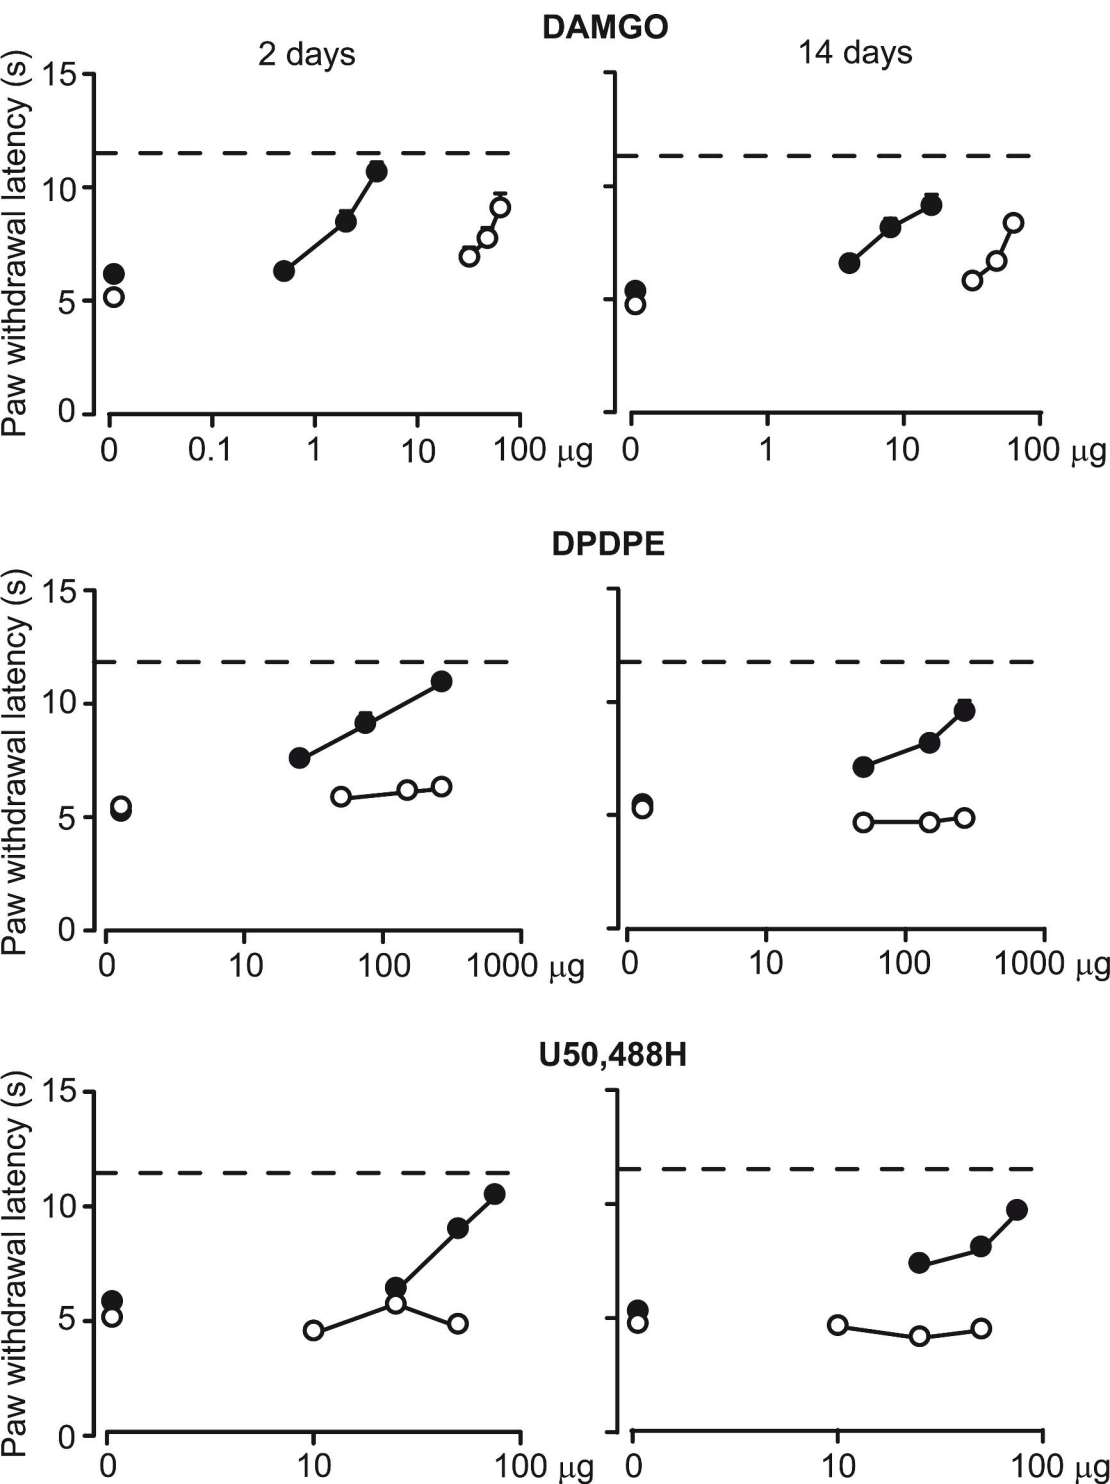 DAMGO
2 days
14 days
Paw withdrawal latency (s)
15
10
5
0
0 0.1 1 10 100 µg
0 1 10 100 µg
DPDPE
Paw withdrawal latency (s)
15
10
5
0
0 10 100 1000 µg
0 10 100 1000 µg
U50,488H
Paw withdrawal latency (s)
15
10
5
0
0 10 100 µg
0 10 100 µg